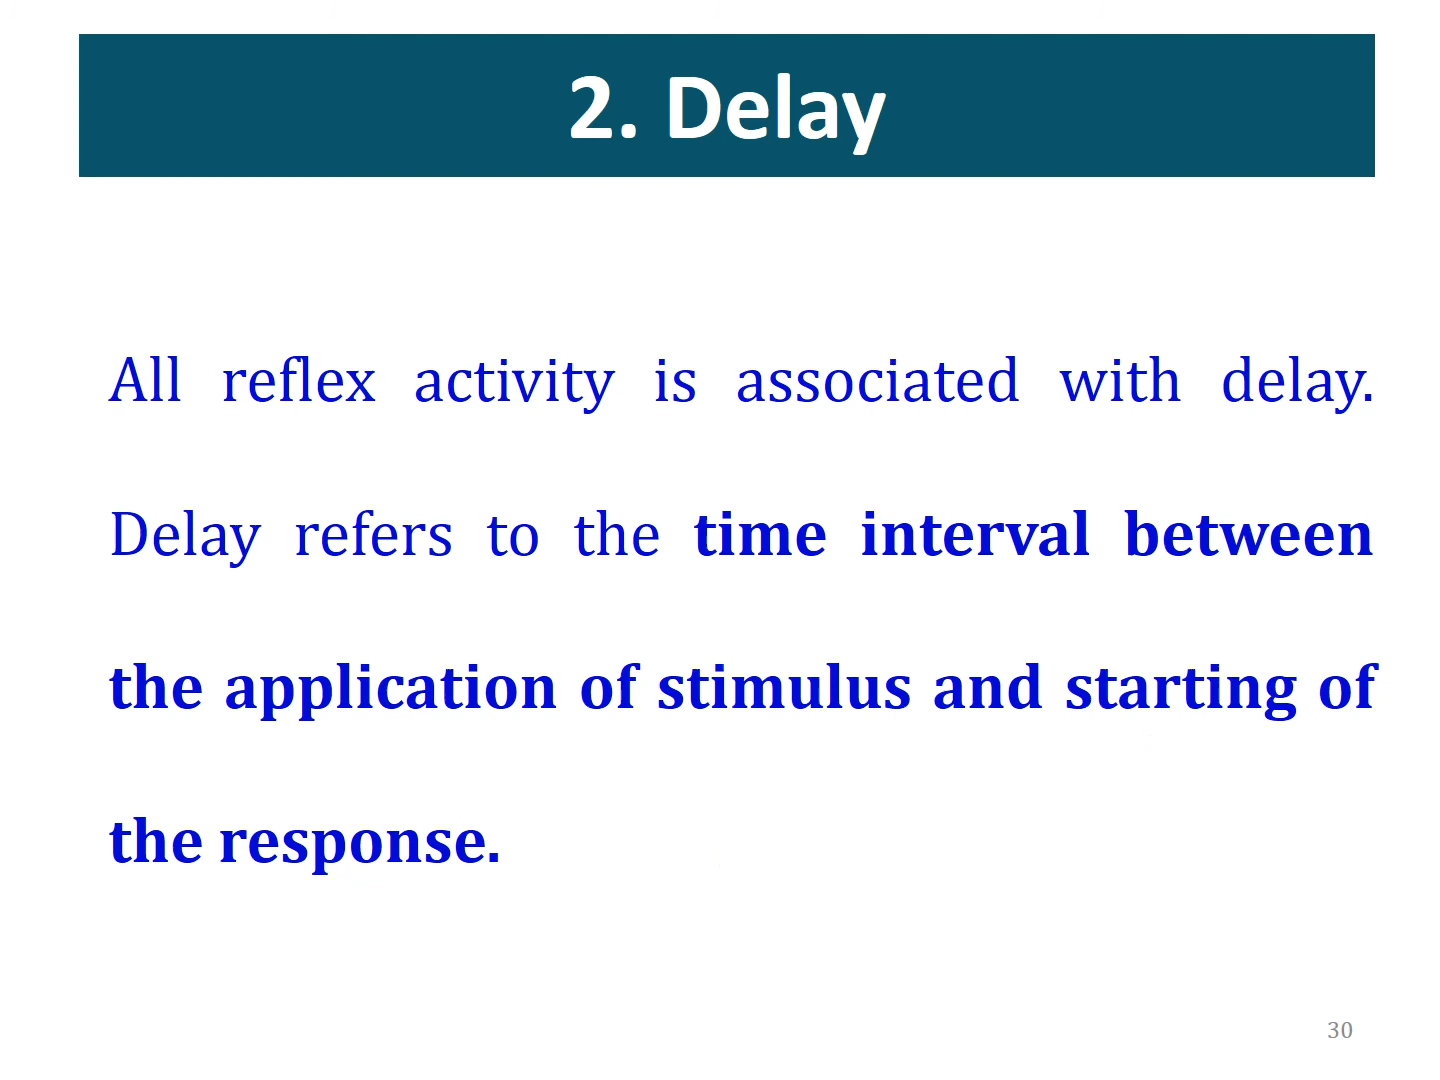 2. Delay
All reflex activity is associated with delay.
Delay refers to the time interval between
the application of stimulus and starting of
the response.
30